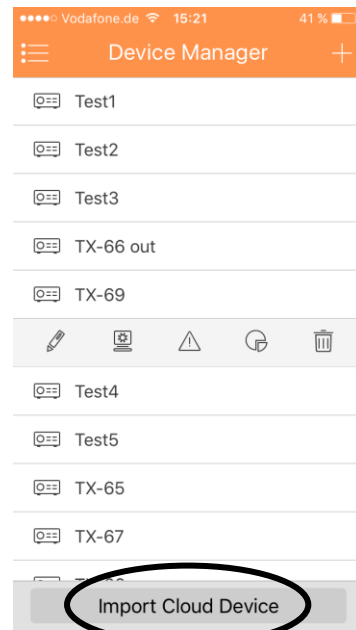 Vodafone.de 15:21 41 %
Device Manager
Test1
Test2
Test3
TX-66 out
TX-69
Test4
Test5
TX-65
TX-67
Import Cloud Device